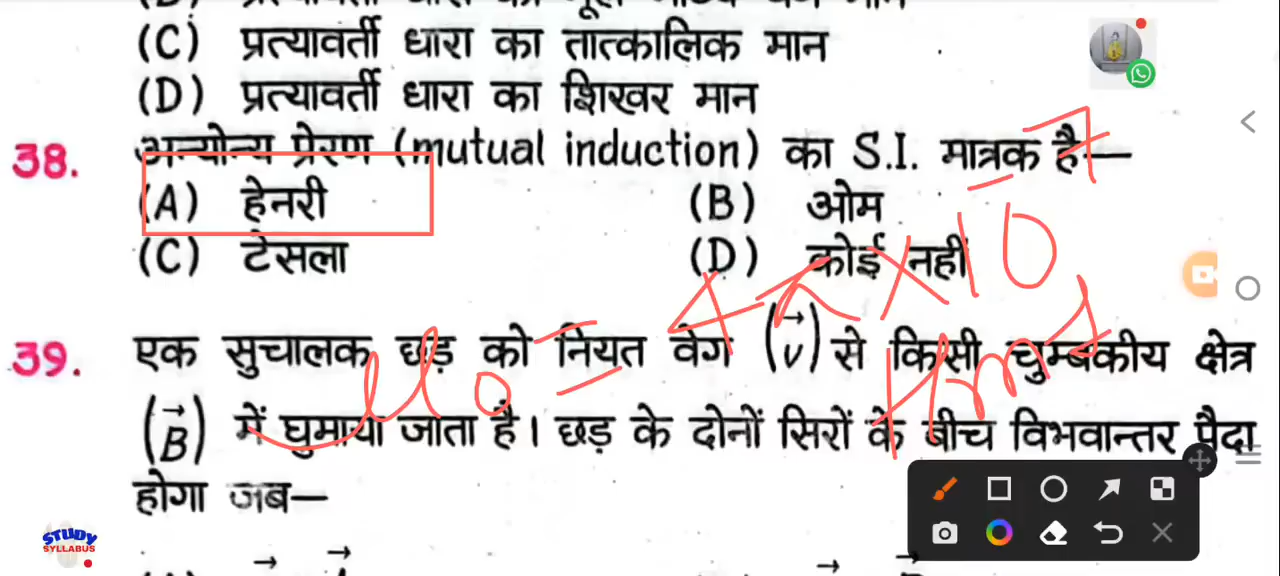 (C) प्रत्यावर्ती धारा का तात्कालिक मान
(D) प्रत्यावर्ती धारा का शिखर मान
38. अन्योन्य प्रेरण (mutual induction) का S.I. मात्रक है—
(A) हेनरी (B) ओम
(C) टेसला (D) कोई नहीं
μ0 = 4π × 10^-7
39. एक सुचालक छड़ को नियत वेग (v⃗) से किसी चुम्बकीय क्षेत्र
(B⃗) में घुमाया जाता है। छड़ के दोनों सिरों के बीच विभवान्तर पैदा
होगा जब—
STUDY
SYLLABUS